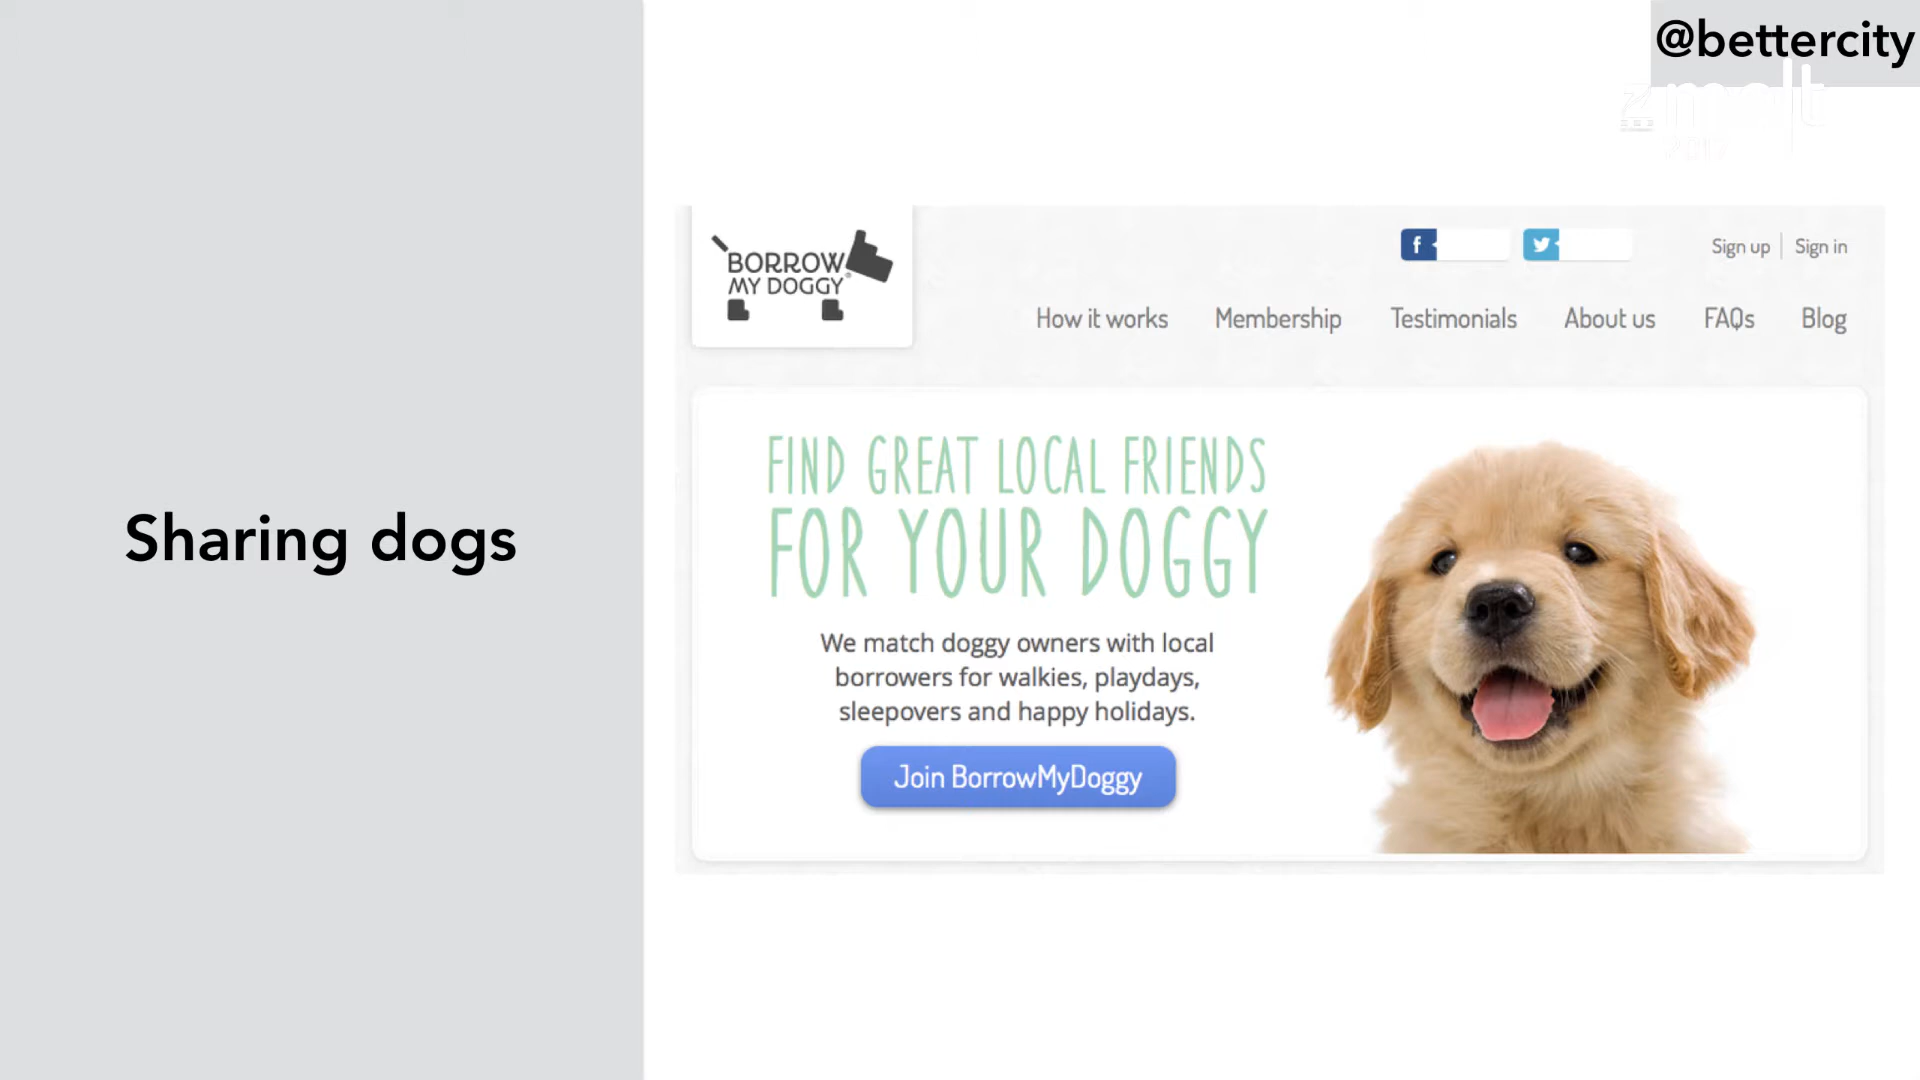 @bettercity
Sharing dogs
BORROW
MY DOGGY
f
Sign up
Sign in
How it works
Membership
Testimonials
About us
FAQs
Blog
FIND GREAT LOCAL FRIENDS
FOR YOUR DOGGY
We match doggy owners with local
borrowers for walkies, playdays,
sleepovers and happy holidays.
Join BorrowMyDoggy